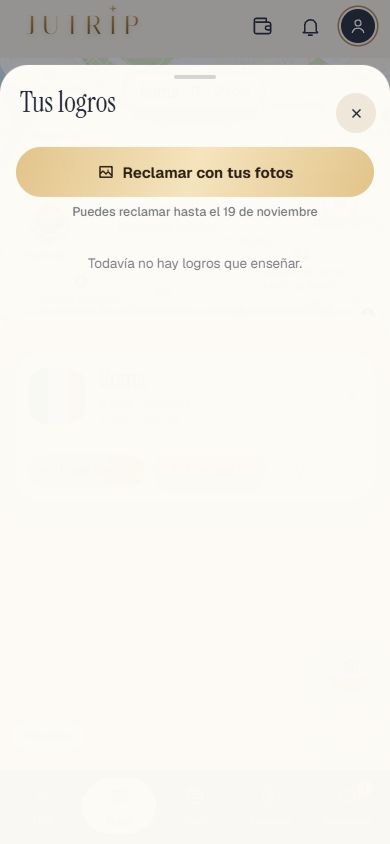 JUTRIP
Tus logros
Reclamar con tus fotos
Puedes reclamar hasta el 19 de noviembre
Todavía no hay logros que enseñar.